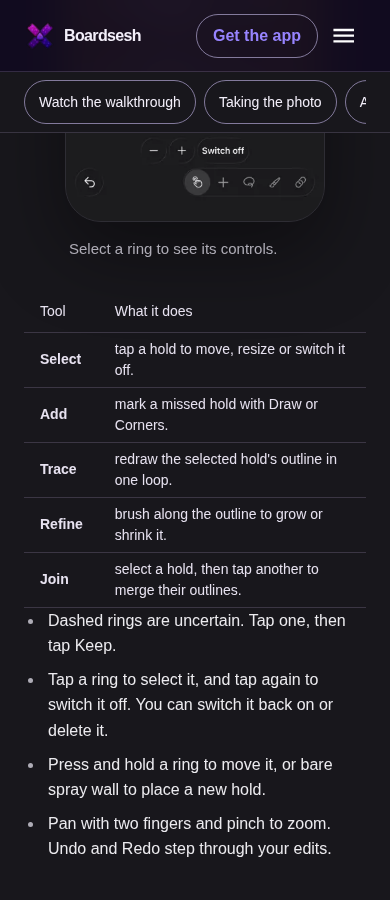 Boardsesh
Get the app
Watch the walkthrough
Taking the photo
Switch off
Select a ring to see its controls.
Tool What it does
Select tap a hold to move, resize or switch it
off.
Add mark a missed hold with Draw or
Corners.
Trace redraw the selected hold's outline in
one loop.
Refine brush along the outline to grow or
shrink it.
Join select a hold, then tap another to
merge their outlines.
• Dashed rings are uncertain. Tap one, then
tap Keep.
• Tap a ring to select it, and tap again to
switch it off. You can switch it back on or
delete it.
• Press and hold a ring to move it, or bare
spray wall to place a new hold.
• Pan with two fingers and pinch to zoom.
Undo and Redo step through your edits.